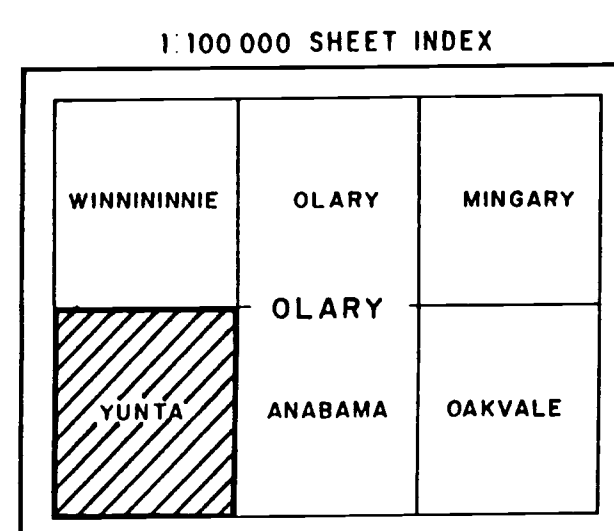 1:100 000 SHEET INDEX
WINNININNIE OLARY MINGARY
OLARY
YUNTA ANABAMA OAKVALE